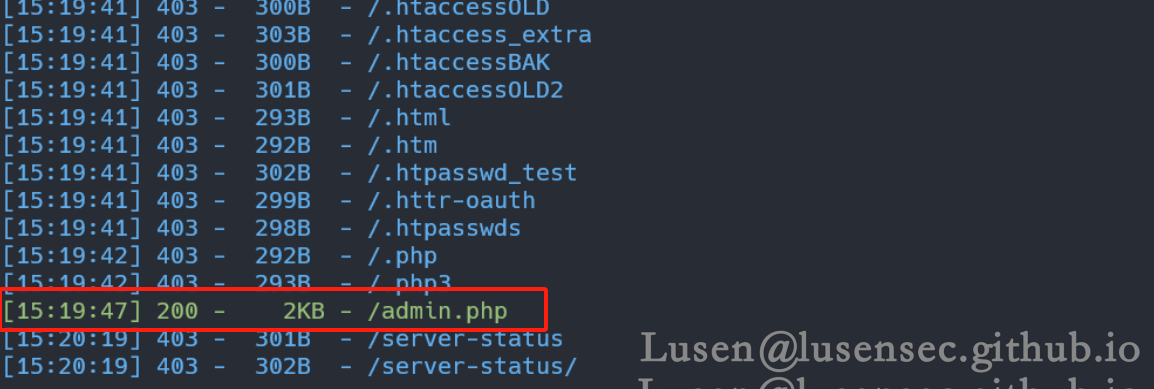 [15:19:41] 403 -   300B  - /.htaccessOLD
[15:19:41] 403 -   303B  - /.htaccess_extra
[15:19:41] 403 -   300B  - /.htaccessBAK
[15:19:41] 403 -   301B  - /.htaccessOLD2
[15:19:41] 403 -   293B  - /.html
[15:19:41] 403 -   292B  - /.htm
[15:19:41] 403 -   302B  - /.htpasswd_test
[15:19:41] 403 -   299B  - /.httr-oauth
[15:19:41] 403 -   298B  - /.htpasswds
[15:19:42] 403 -   292B  - /.php
[15:19:42] 403 -   293B  - /.php3
[15:19:47] 200 -     2KB - /admin.php
[15:20:19] 403 -   301B  - /server-status
[15:20:19] 403 -   302B  - /server-status/
Lusen@lusensec.github.io